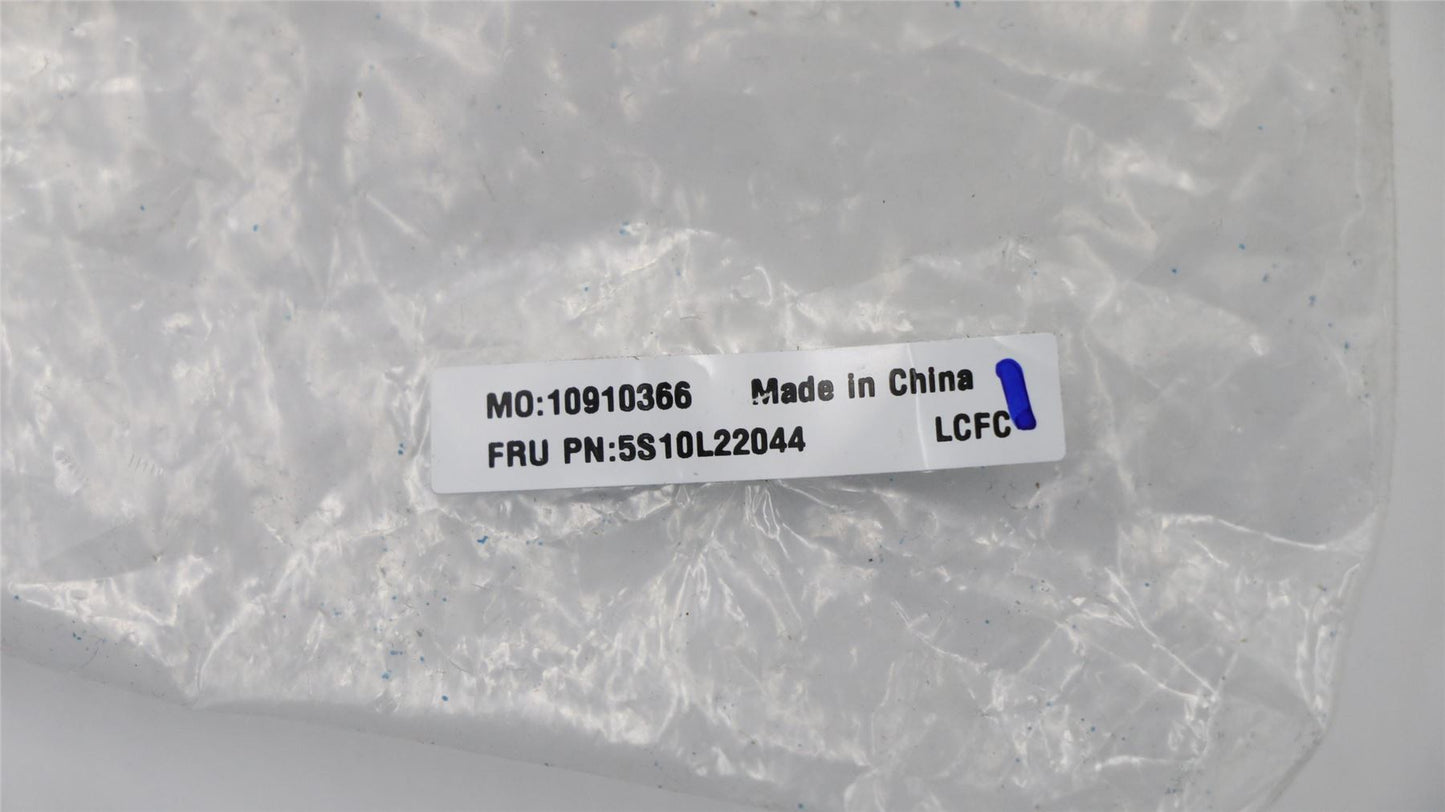 MO:10910366 Made in China
FRU PN:5S10L22044 LCFC